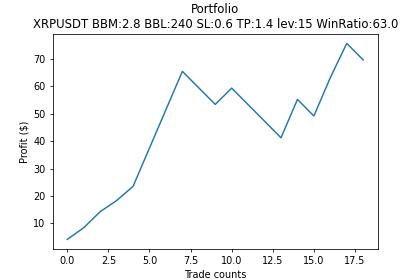 Portfolio
XRPUSDT BBM:2.8 BBL:240 SL:0.6 TP:1.4 lev:15 WinRatio:63.0
70
60
50
40
30
20
10
Profit ($)
0.0 2.5 5.0 7.5 10.0 12.5 15.0 17.5
Trade counts